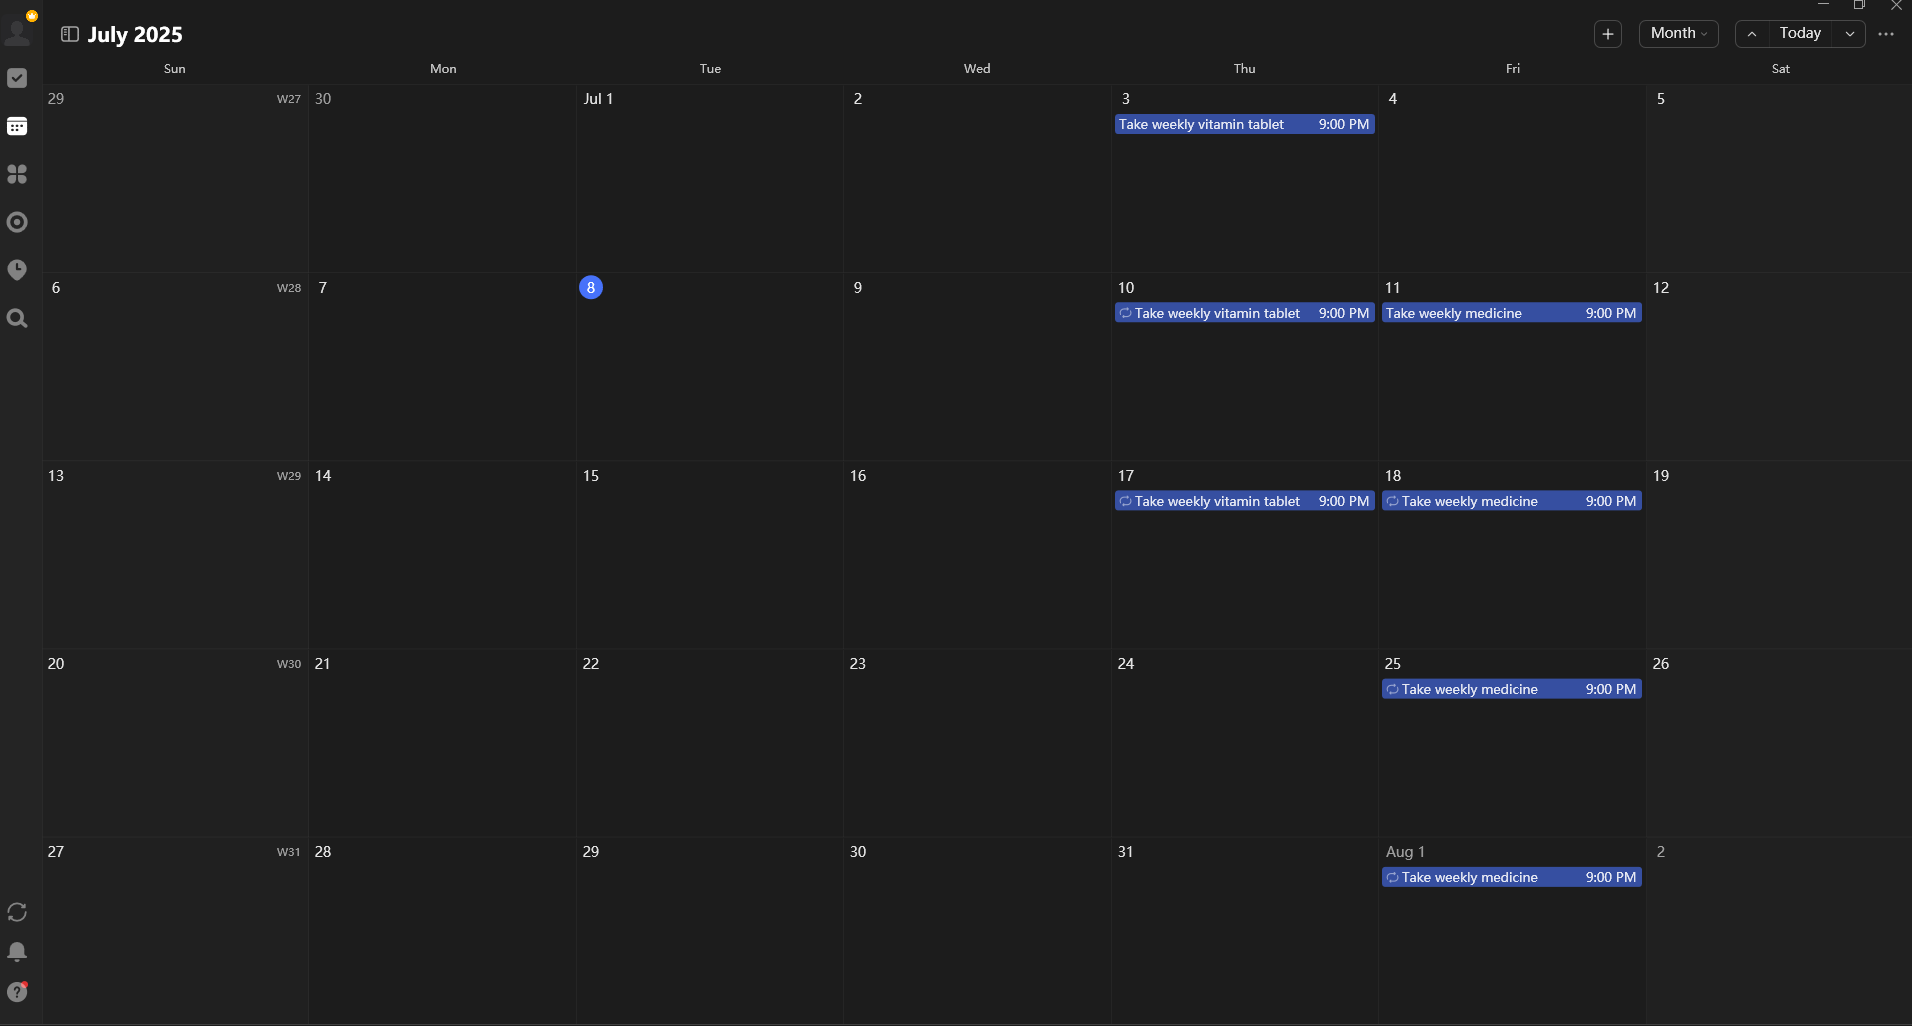 July 2025
Month
Today
Sun Mon Tue Wed Thu Fri Sat
29 W27 30 Jul 1 2 3 4 5
Take weekly vitamin tablet 9:00 PM
6 W28 7 8 9 10 11 12
Take weekly vitamin tablet 9:00 PM Take weekly medicine 9:00 PM
13 W29 14 15 16 17 18 19
Take weekly vitamin tablet 9:00 PM Take weekly medicine 9:00 PM
20 W30 21 22 23 24 25 26
Take weekly medicine 9:00 PM
27 W31 28 29 30 31 Aug 1 2
Take weekly medicine 9:00 PM